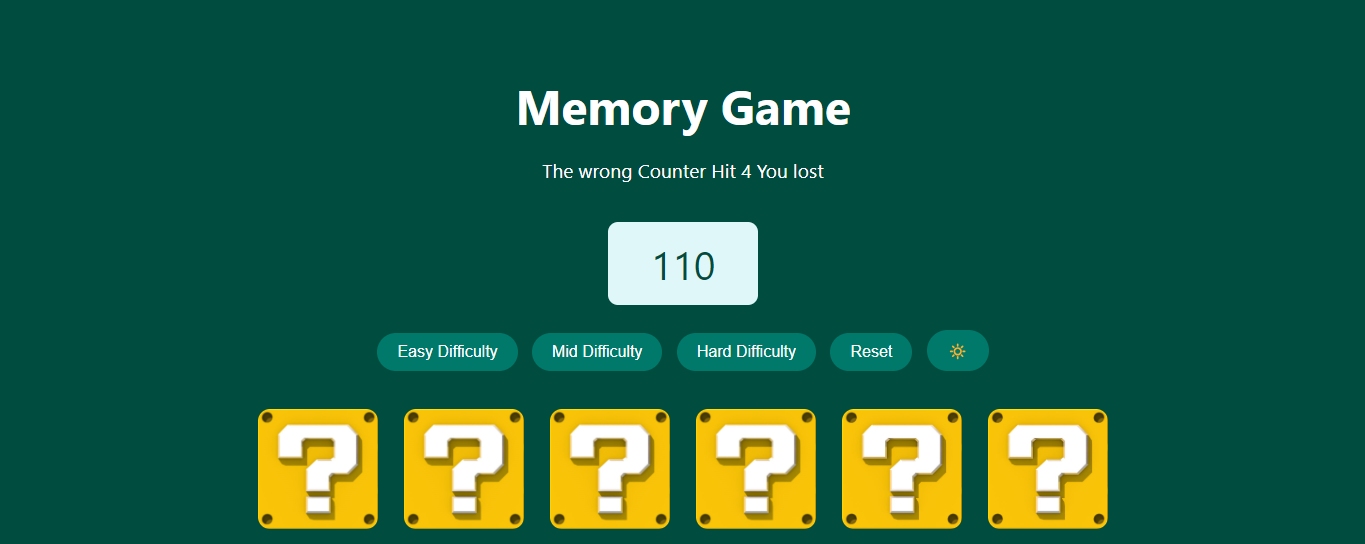 Memory Game
The wrong Counter Hit 4 You lost
110
Easy Difficulty Mid Difficulty Hard Difficulty Reset
? ? ? ? ? ?